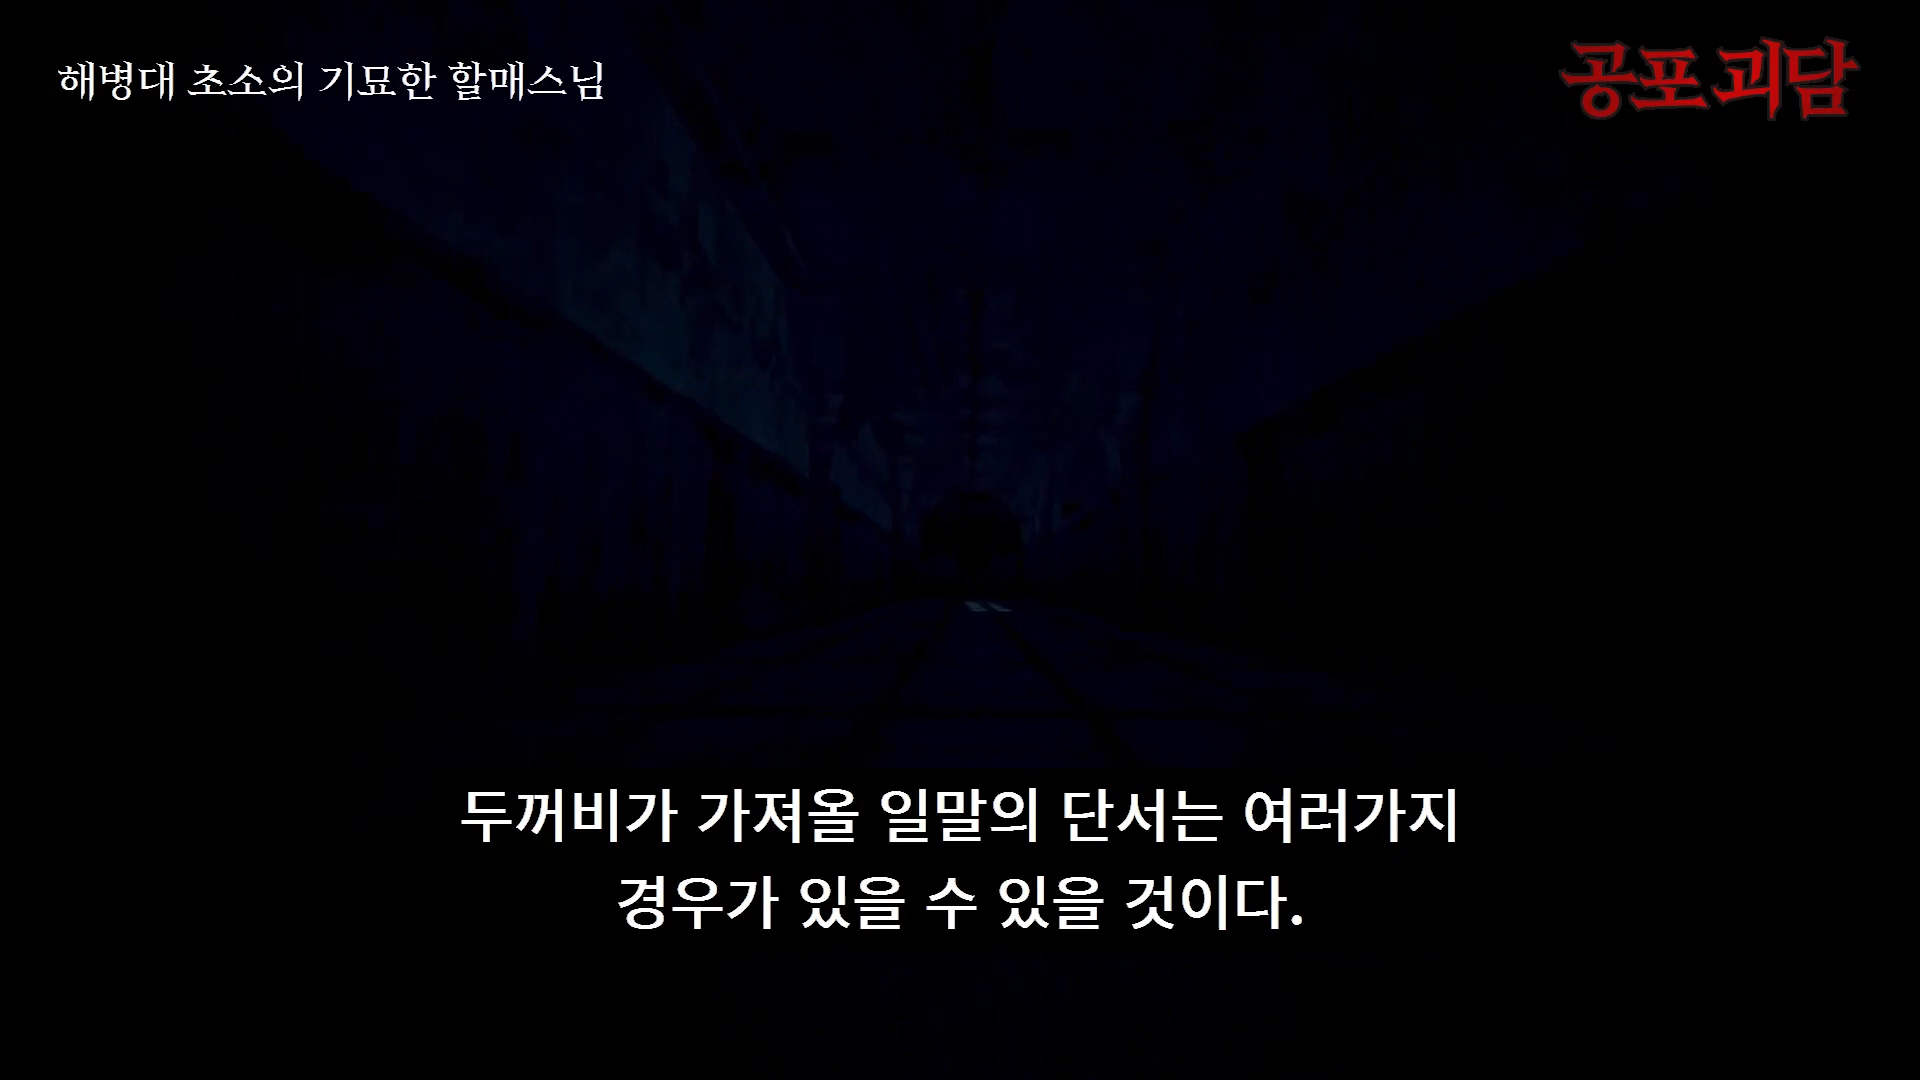 해병대 초소의 기묘한 할매스님
공포괴담
두꺼비가 가져올 일말의 단서는 여러가지
경우가 있을 수 있을 것이다.